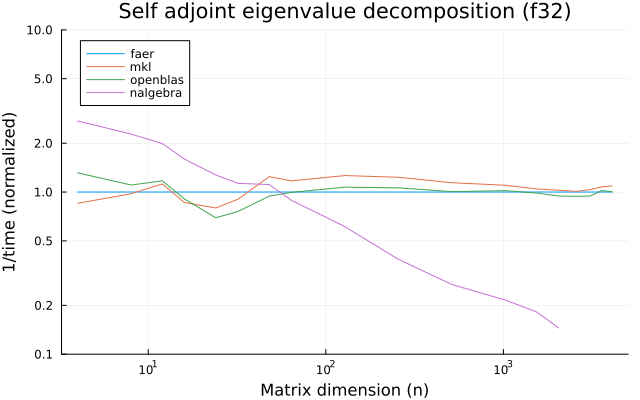 Self adjoint eigenvalue decomposition (f32)
10.0
5.0
2.0
1.0
0.5
0.2
0.1
1/time (normalized)
faer
mkl
openblas
nalgebra
10¹
10²
10³
Matrix dimension (n)